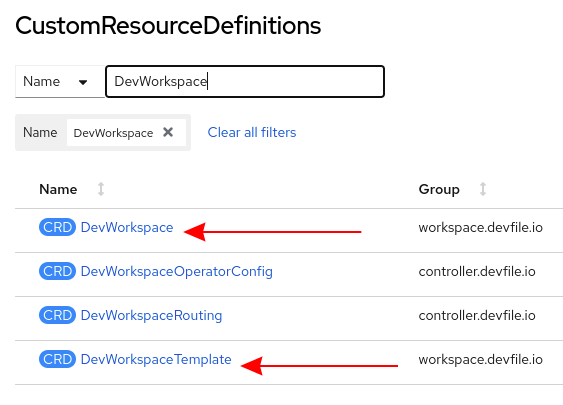 CustomResourceDefinitions
Name DevWorkspace
Name DevWorkspace Clear all filters
Name Group
CRD DevWorkspace workspace.devfile.io
CRD DevWorkspaceOperatorConfig controller.devfile.io
CRD DevWorkspaceRouting controller.devfile.io
CRD DevWorkspaceTemplate workspace.devfile.io